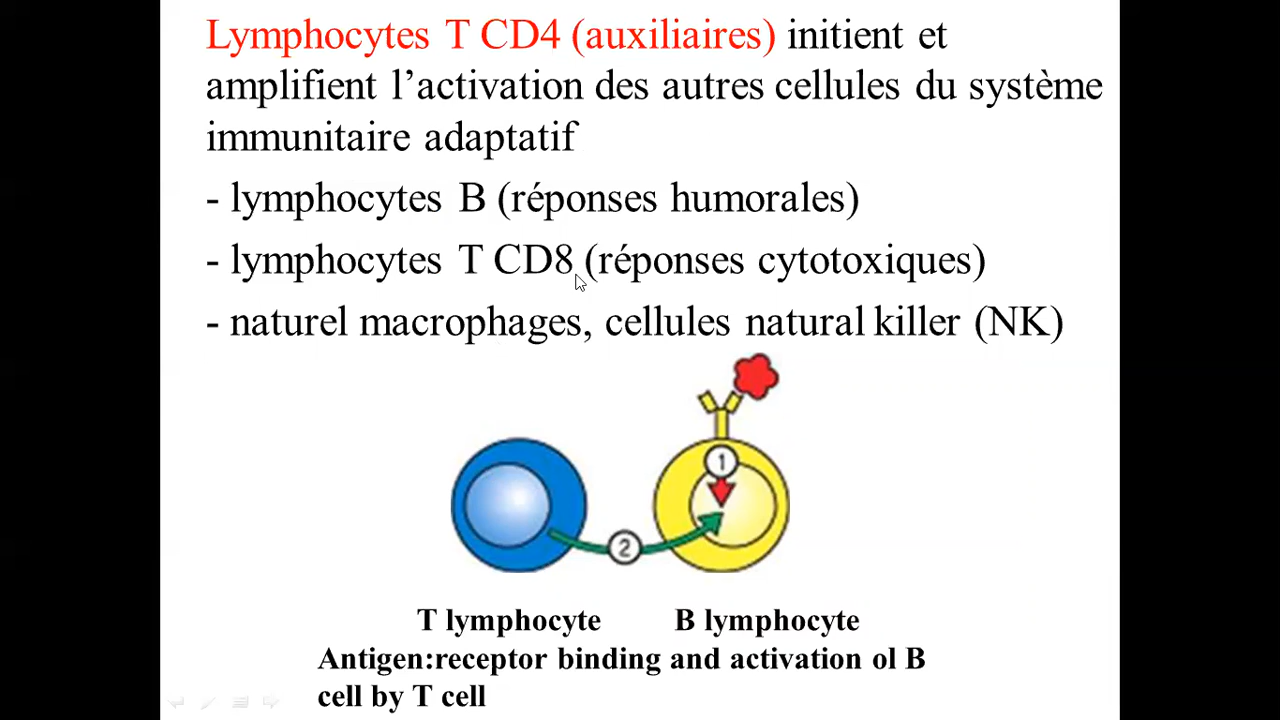 Lymphocytes T CD4 (auxiliaires) initient et
amplifient l’activation des autres cellules du système
immunitaire adaptatif
- lymphocytes B (réponses humorales)
- lymphocytes T CD8 (réponses cytotoxiques)
- naturel macrophages, cellules natural killer (NK)
1
2
T lymphocyte B lymphocyte
Antigen:receptor binding and activation ol B
cell by T cell